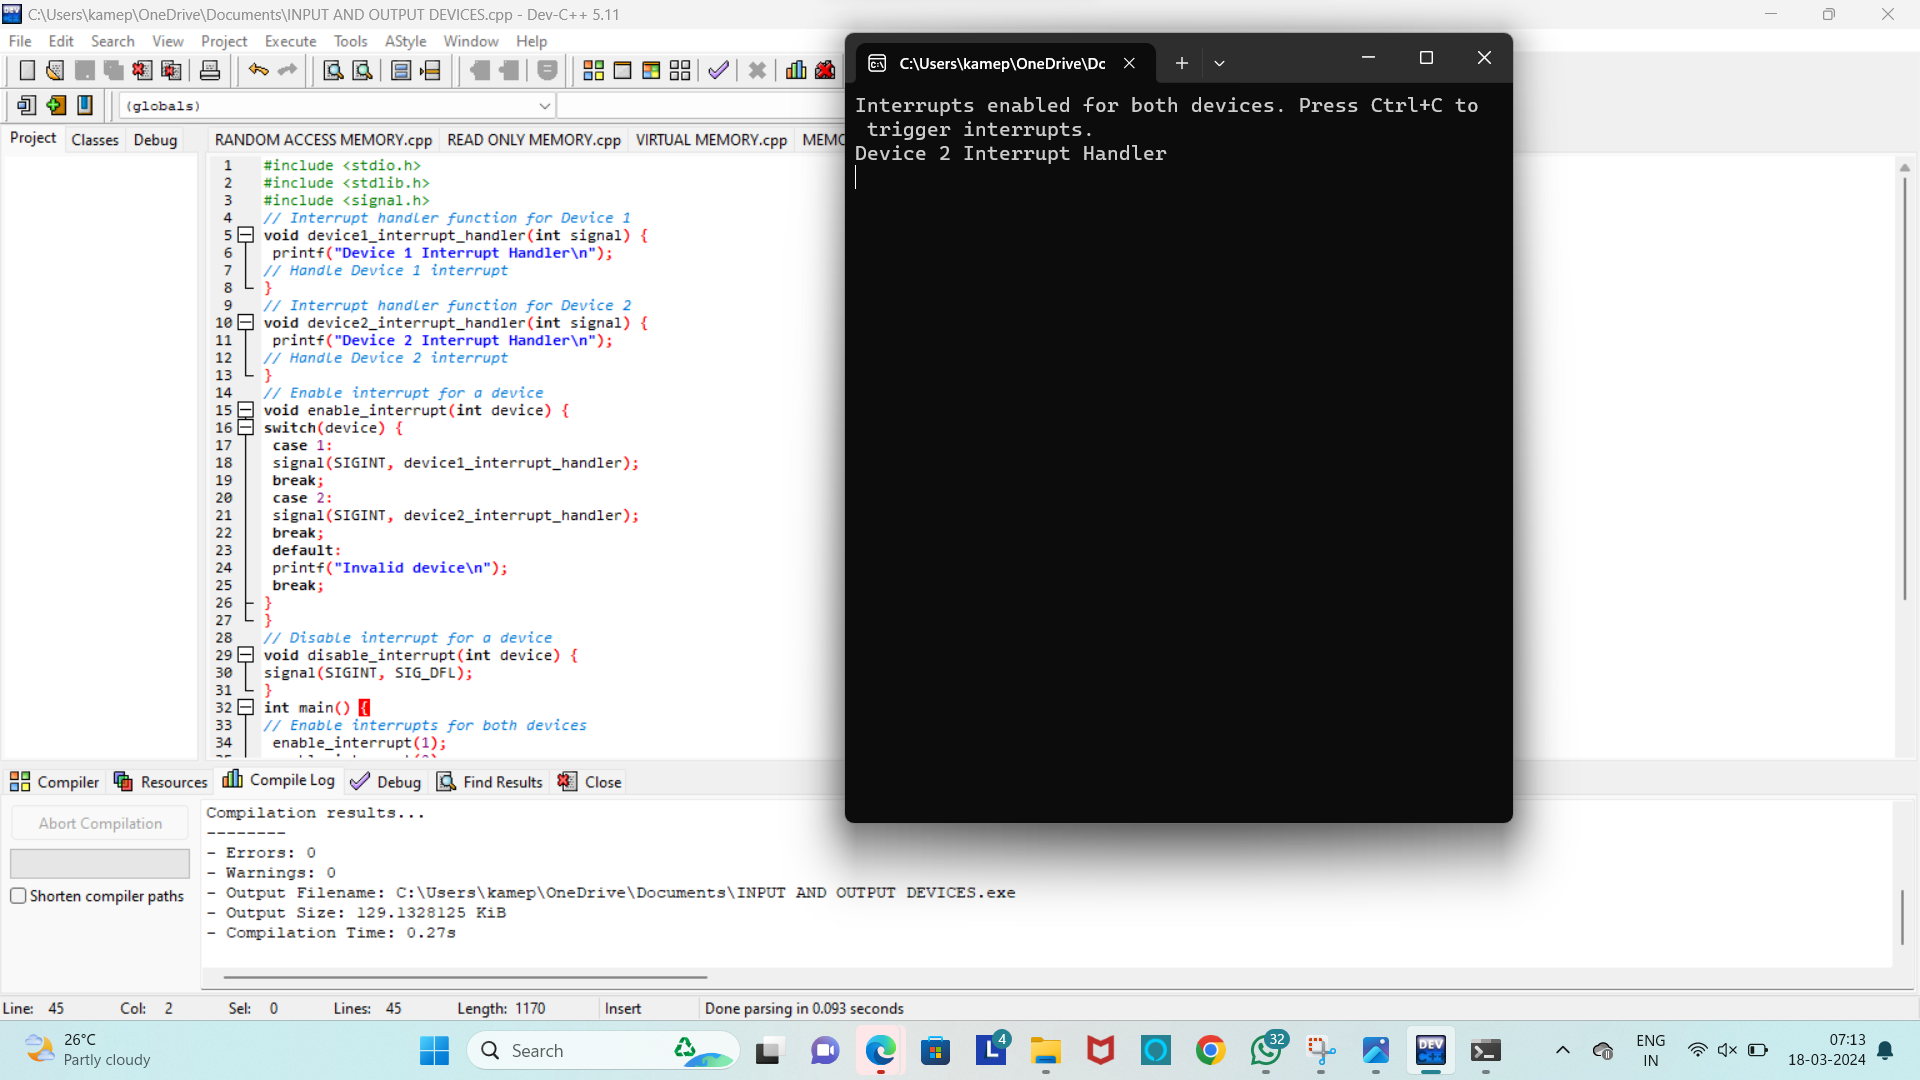 C:\Users\kamep\OneDrive\Documents\INPUT AND OUTPUT DEVICES.cpp - Dev-C++ 5.11
File Edit Search View Project Execute Tools AStyle Window Help
(globals)
Project Classes Debug
RANDOM ACCESS MEMORY.cpp READ ONLY MEMORY.cpp VIRTUAL MEMORY.cpp MEMO
1 #include <stdio.h>
2 #include <stdlib.h>
3 #include <signal.h>
4 // Interrupt handler function for Device 1
5 void device1_interrupt_handler(int signal) {
6 printf("Device 1 Interrupt Handler\n");
7 // Handle Device 1 interrupt
8 }
9 // Interrupt handler function for Device 2
10 void device2_interrupt_handler(int signal) {
11 printf("Device 2 Interrupt Handler\n");
12 // Handle Device 2 interrupt
13 }
14 // Enable interrupt for a device
15 void enable_interrupt(int device) {
16 switch(device) {
17 case 1:
18 signal(SIGINT, device1_interrupt_handler);
19 break;
20 case 2:
21 signal(SIGINT, device2_interrupt_handler);
22 break;
23 default:
24 printf("Invalid device\n");
25 break;
26 }
27 }
28 // Disable interrupt for a device
29 void disable_interrupt(int device) {
30 signal(SIGINT, SIG_DFL);
31 }
32 int main() {
33 // Enable interrupts for both devices
34 enable_interrupt(1);
C:\Users\kamep\OneDrive\Dc
Interrupts enabled for both devices. Press Ctrl+C to
trigger interrupts.
Device 2 Interrupt Handler
Compiler Resources Compile Log Debug Find Results Close
Abort Compilation
Shorten compiler paths
Compilation results...
--------
- Errors: 0
- Warnings: 0
- Output Filename: C:\Users\kamep\OneDrive\Documents\INPUT AND OUTPUT DEVICES.exe
- Output Size: 129.1328125 KiB
- Compilation Time: 0.27s
Line: 45 Col: 2 Sel: 0 Lines: 45 Length: 1170 Insert Done parsing in 0.093 seconds
26°C
Partly cloudy
Search
4
32
DEV
C++
ENG
IN
07:13
18-03-2024